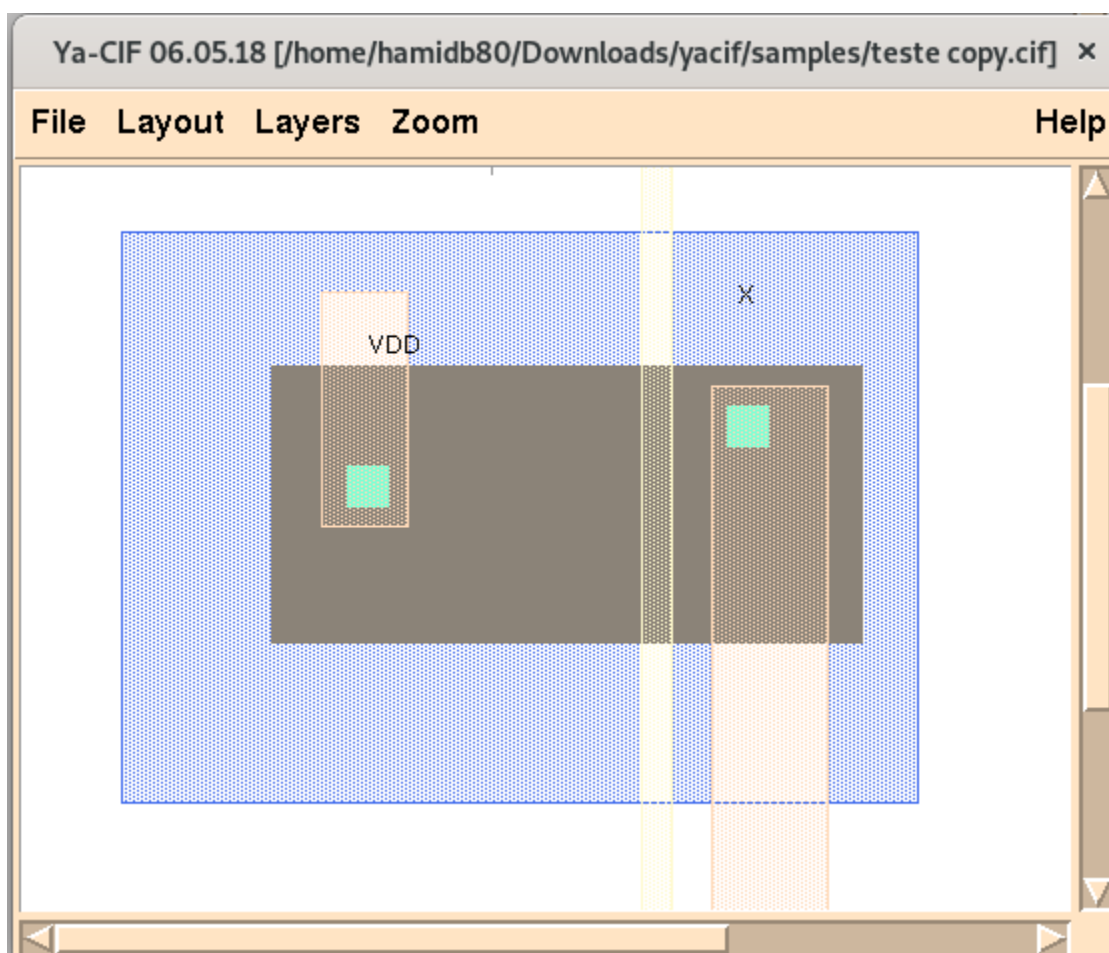 Ya-CIF 06.05.18 [/home/hamidb80/Downloads/yacif/samples/teste copy.cif] ×
File Layout Layers Zoom Help
X
VDD